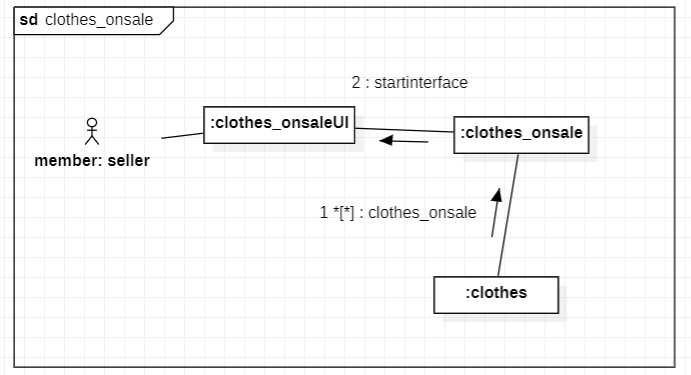 sd clothes_onsale
2 : startinterface
:clothes_onsaleUI
:clothes_onsale
member: seller
1 *[*] : clothes_onsale
:clothes